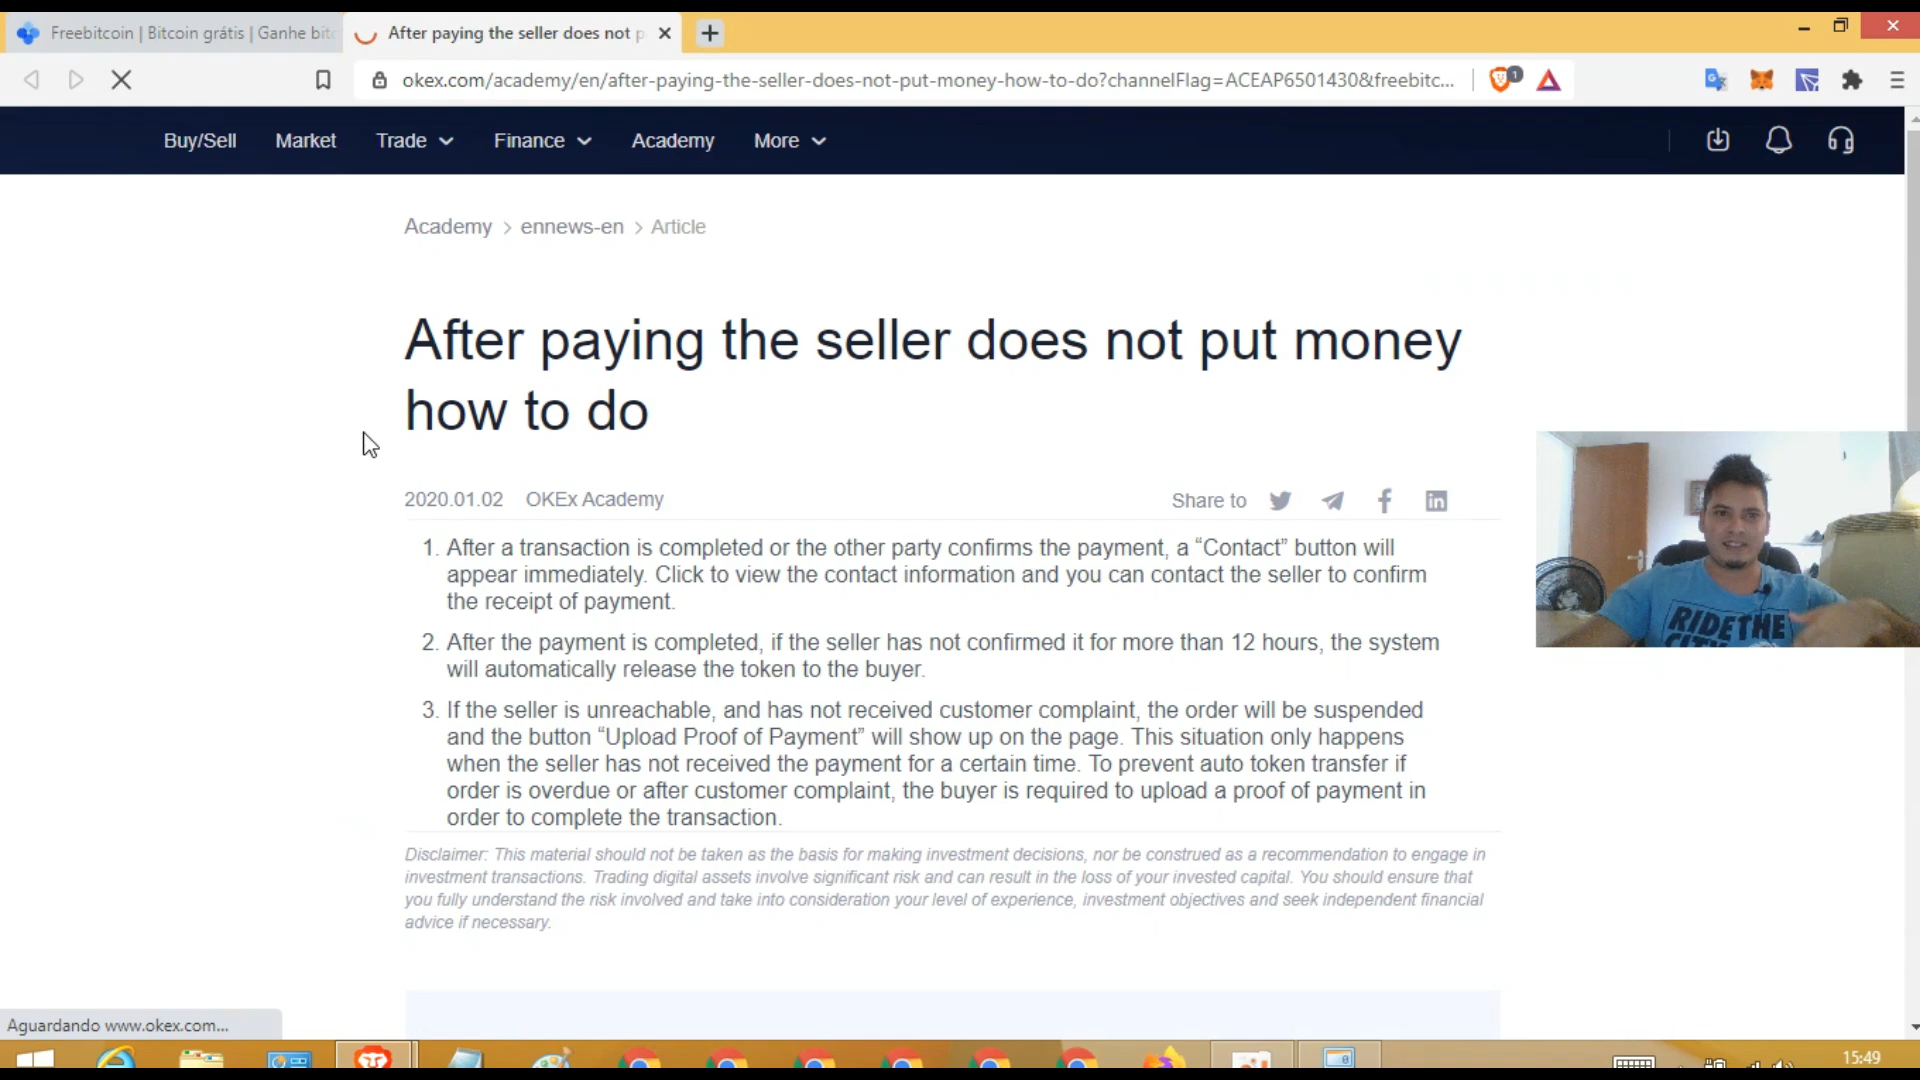 Freebitcoin | Bitcoin grátis | Ganhe bitc
After paying the seller does not p
okex.com/academy/en/after-paying-the-seller-does-not-put-money-how-to-do?channelFlag=ACEAP6501430&freebitc...
1
Buy/Sell Market Trade Finance Academy More
Academy > ennews-en > Article
After paying the seller does not put money
how to do
2020.01.02 OKEx Academy Share to
1. After a transaction is completed or the other party confirms the payment, a “Contact” button will
appear immediately. Click to view the contact information and you can contact the seller to confirm
the receipt of payment.
2. After the payment is completed, if the seller has not confirmed it for more than 12 hours, the system
will automatically release the token to the buyer.
3. If the seller is unreachable, and has not received customer complaint, the order will be suspended
and the button “Upload Proof of Payment” will show up on the page. This situation only happens
when the seller has not received the payment for a certain time. To prevent auto token transfer if
order is overdue or after customer complaint, the buyer is required to upload a proof of payment in
order to complete the transaction.
Disclaimer: This material should not be taken as the basis for making investment decisions, nor be construed as a recommendation to engage in
investment transactions. Trading digital assets involve significant risk and can result in the loss of your invested capital. You should ensure that
you fully understand the risk involved and take into consideration your level of experience, investment objectives and seek independent financial
advice if necessary.
RIDE THE
CITY
Aguardando www.okex.com...
15:49